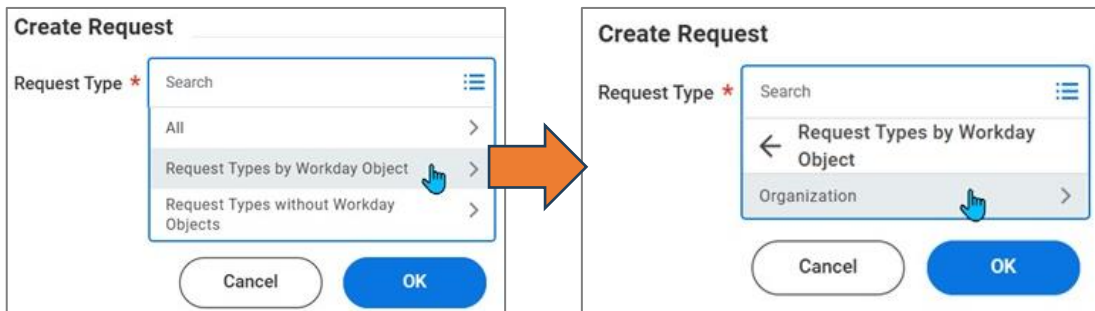 Create Request
Request Type *
Search
All
Request Types by Workday Object
Request Types without Workday
Objects
Cancel
OK
Create Request
Request Type *
Search
Request Types by Workday
Object
Organization
Cancel
OK